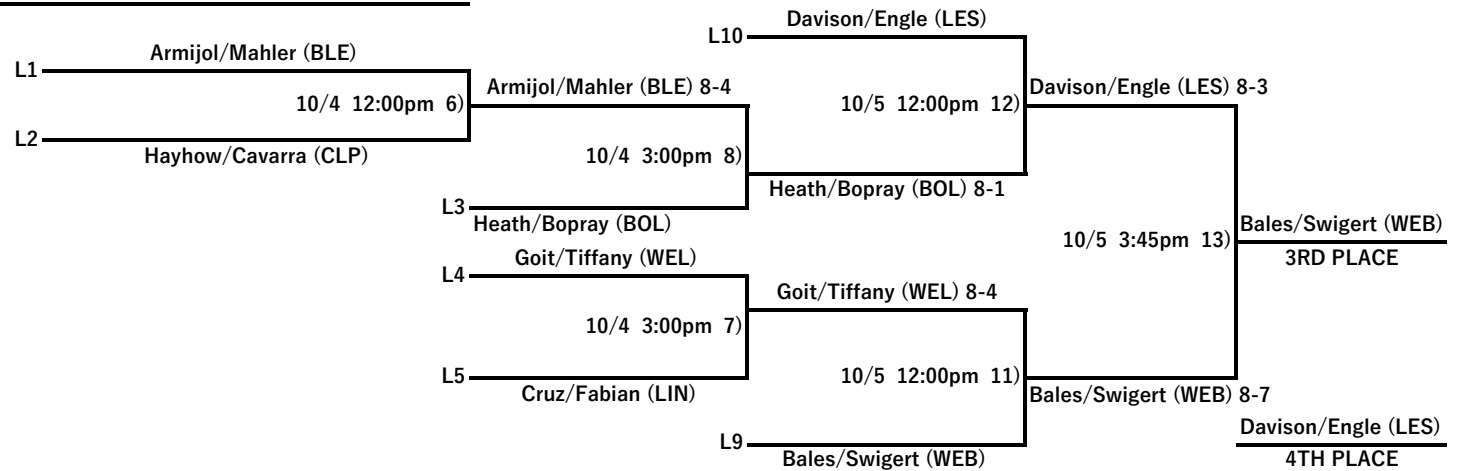 Davison/Engle (LES)
L10
Armijol/Mahler (BLE)
L1
Armijol/Mahler (BLE) 8-4
Davison/Engle (LES) 8-3
10/4 12:00pm 6)
10/5 12:00pm 12)
L2
Hayhow/Cavarra (CLP)
10/4 3:00pm 8)
Heath/Bopray (BOL) 8-1
L3
Heath/Bopray (BOL)
Bales/Swigert (WEB)
10/5 3:45pm 13)
3RD PLACE
Goit/Tiffany (WEL)
L4
Goit/Tiffany (WEL) 8-4
10/4 3:00pm 7)
L5
10/5 12:00pm 11)
Cruz/Fabian (LIN)
Bales/Swigert (WEB) 8-7
L9
Bales/Swigert (WEB)
Davison/Engle (LES)
4TH PLACE